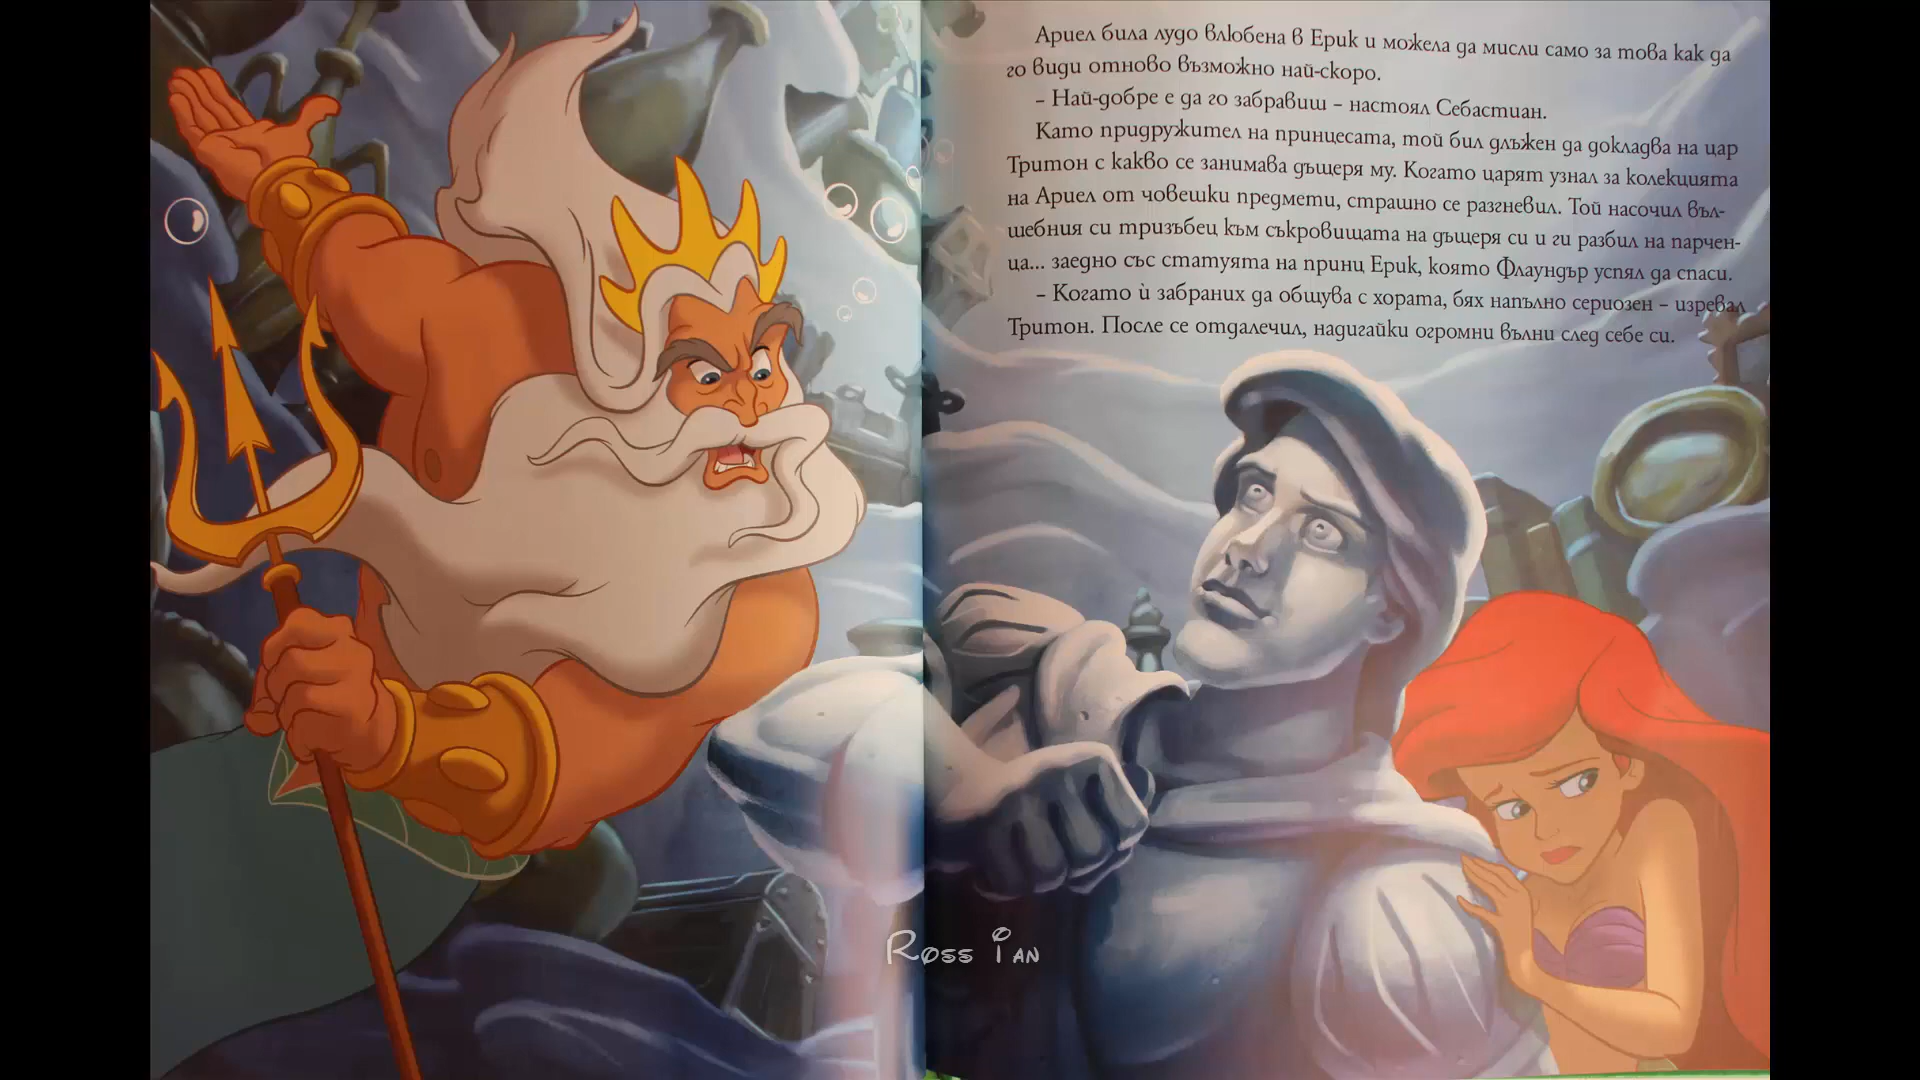 Ариел била лудо влюбена в Ерик и можела да мисли само за това как да
го види отново възможно най-скоро.
– Най-добре е да го забравиш – настоял Себастиан.
Като придружител на принцесата, той бил длъжен да докладва на цар
Тритон с какво се занимава дъщеря му. Когато царят узнал за колекцията
на Ариел от човешки предмети, страшно се разгневил. Той насочил въл-
шебния си тризъбец към съкровищата на дъщеря си и ги разбил на парчен-
ца... заедно със статуята на принц Ерик, която Флаундър успял да спаси.
– Когато ѝ забраних да общува с хората, бях напълно сериозен – изревал
Тритон. После се отдалечил, надигайки огромни вълни след себе си.
Ross Ian